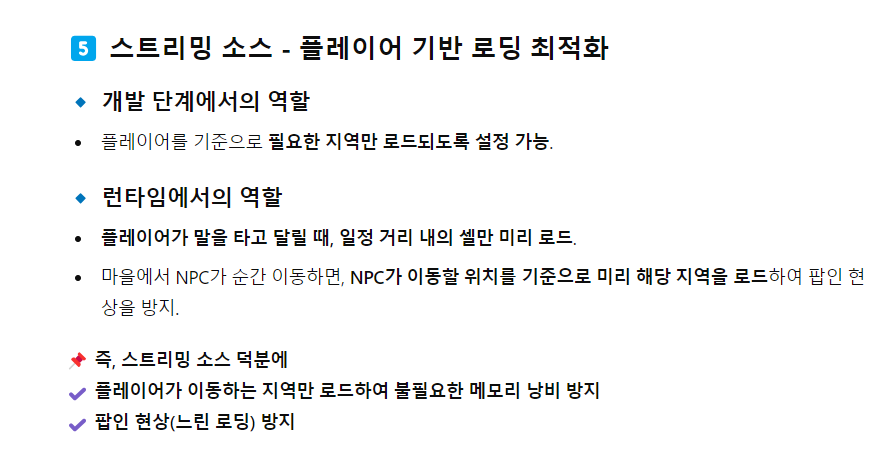 5 스트리밍 소스 - 플레이어 기반 로딩 최적화
개발 단계에서의 역할
플레이어를 기준으로 필요한 지역만 로드되도록 설정 가능.
런타임에서의 역할
플레이어가 말을 타고 달릴 때, 일정 거리 내의 셀만 미리 로드.
마을에서 NPC가 순간 이동하면, NPC가 이동할 위치를 기준으로 미리 해당 지역을 로드하여 팝인 현
상을 방지.
📌 즉, 스트리밍 소스 덕분에
✔ 플레이어가 이동하는 지역만 로드하여 불필요한 메모리 낭비 방지
✔ 팝인 현상(느린 로딩) 방지